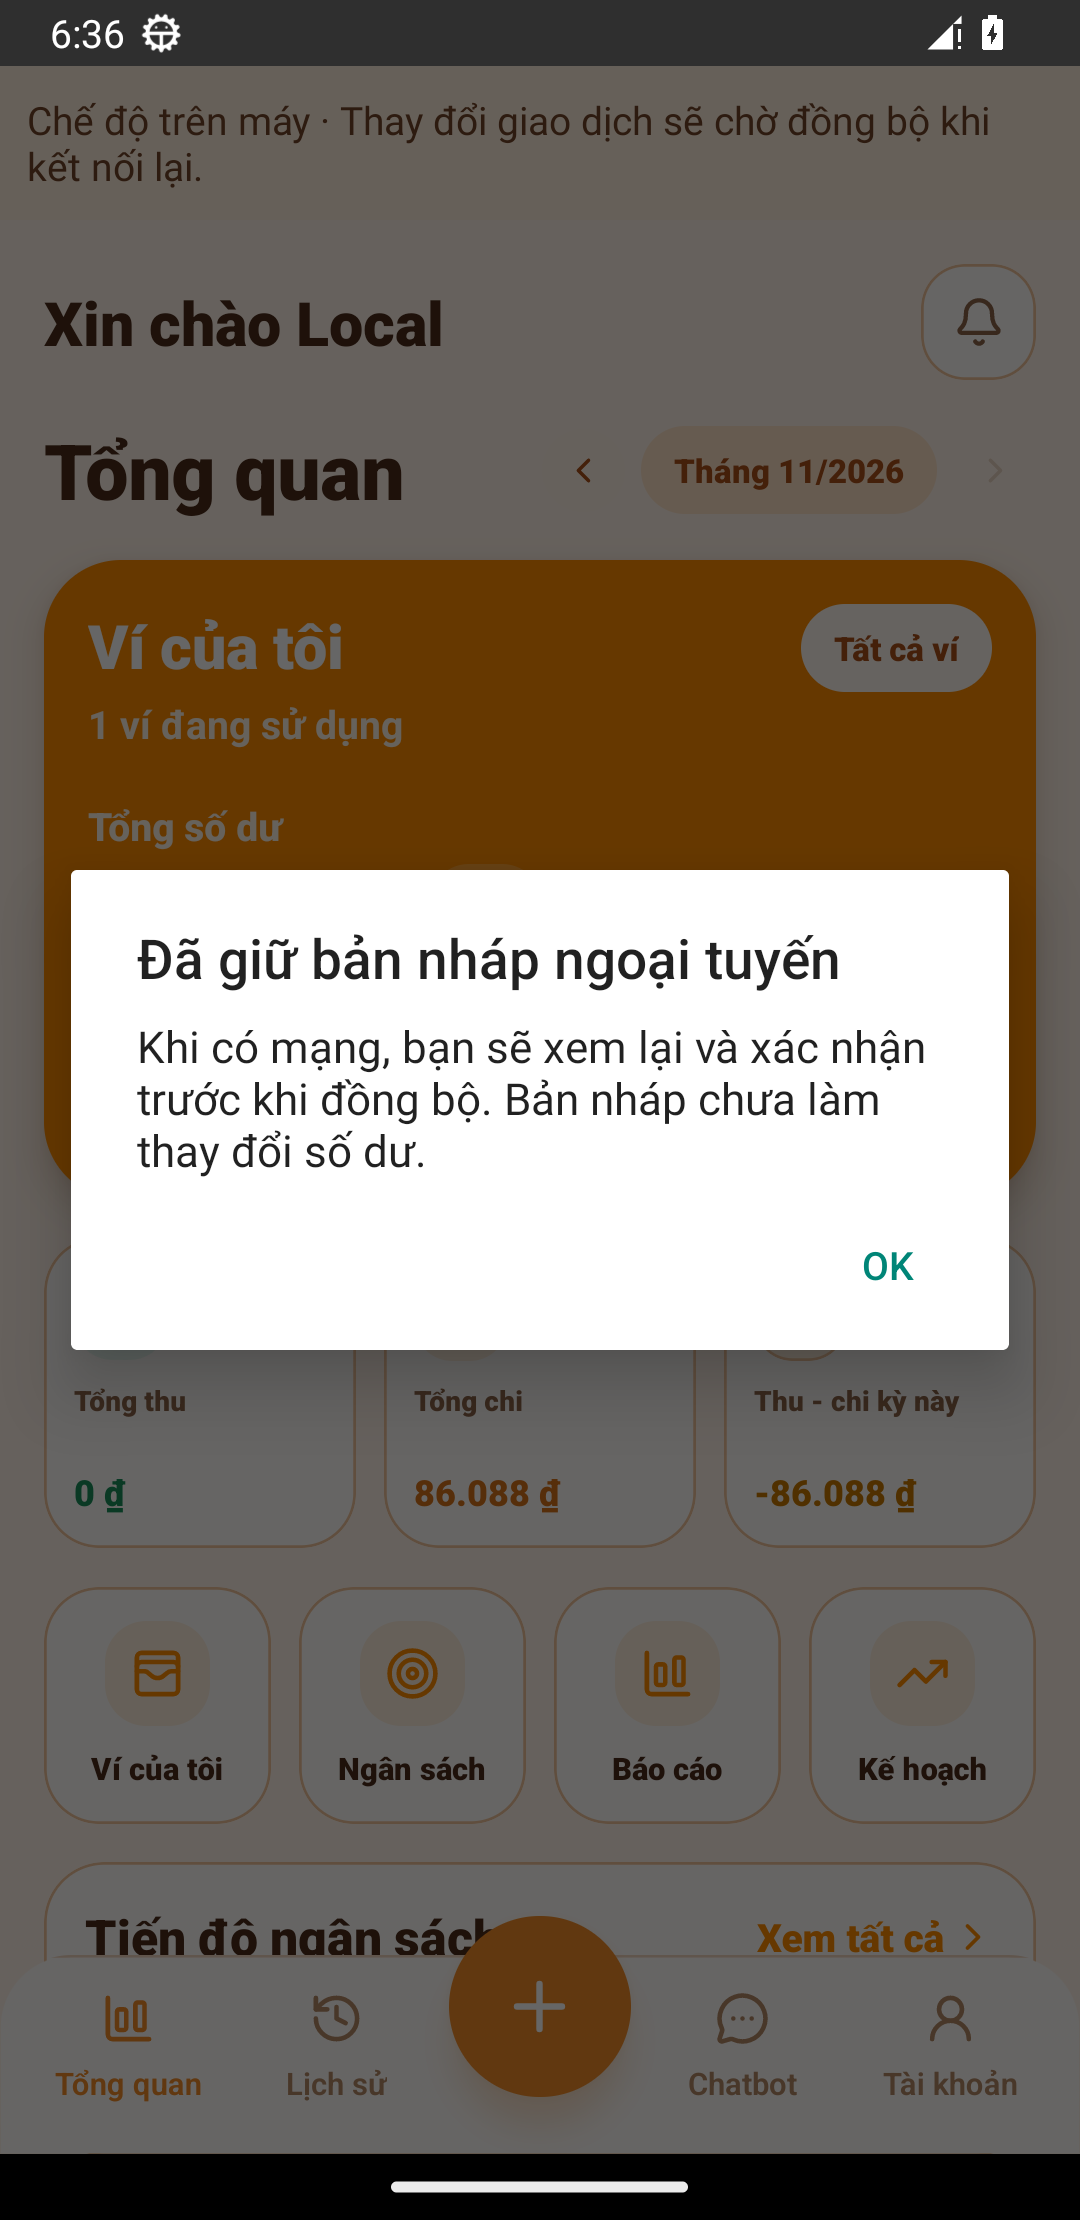 6:36
Chế độ trên máy · Thay đổi giao dịch sẽ chờ đồng bộ khi
kết nối lại.
Xin chào Local
Tổng quan
Tháng 11/2026
Ví của tôi
Tất cả ví
1 ví đang sử dụng
Tổng số dư
Đã giữ bản nháp ngoại tuyến
Khi có mạng, bạn sẽ xem lại và xác nhận
trước khi đồng bộ. Bản nháp chưa làm
thay đổi số dư.
OK
Tổng thu
Tổng chi
Thu - chi kỳ này
0 ₫
86.088 ₫
-86.088 ₫
Ví của tôi
Ngân sách
Báo cáo
Kế hoạch
Tiến độ ngân sách
Xem tất cả
Tổng quan
Lịch sử
Chatbot
Tài khoản